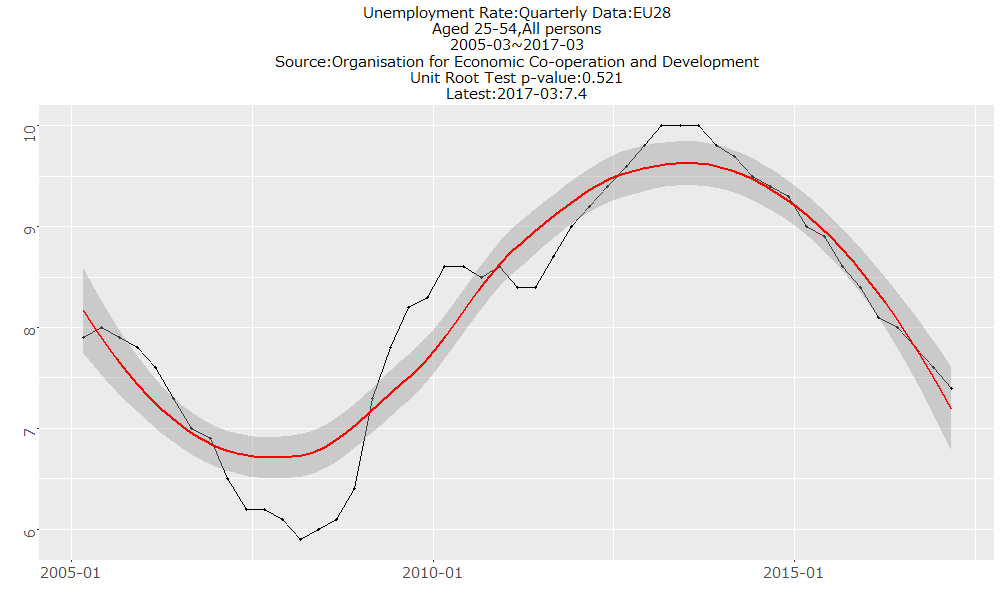 Unemployment Rate:Quarterly Data:EU28
Aged 25-54,All persons
2005-03~2017-03
Source:Organisation for Economic Co-operation and Development
Unit Root Test p-value:0.521
Latest:2017-03:7.4
10
9
8
7
6
2005-01
2010-01
2015-01